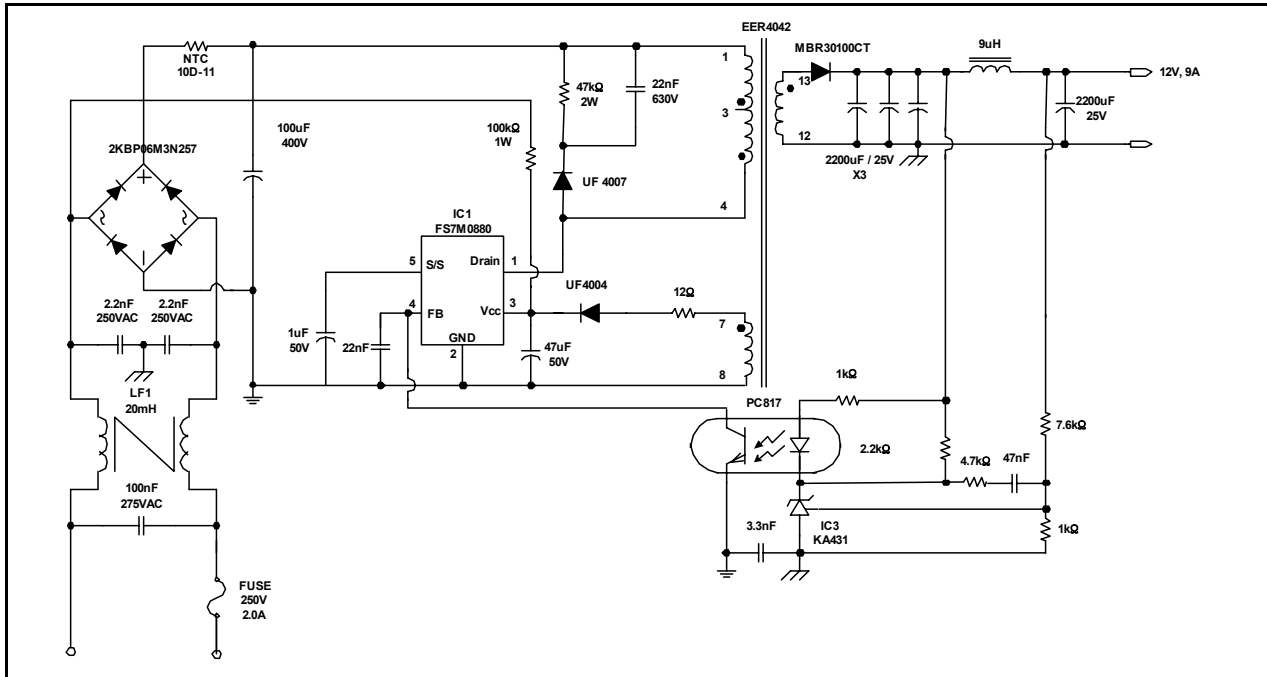 EER4042
NTC
10D-11
1
47kΩ
2W
22nF
630V
MBR30100CT
13
9uH
12V, 9A
2200uF
25V
3
100kΩ
1W
100uF
400V
12
2200uF / 25V
X3
2KBP06M3N257
+
~
~
−
UF 4007
4
IC1
FS7M0880
5
S/S
Drain
1
4
FB
Vcc
3
GND
2
UF4004
12Ω
7
8
2.2nF
250VAC
2.2nF
250VAC
1uF
50V
22nF
47uF
50V
LF1
20mH
1kΩ
PC817
2.2kΩ
7.6kΩ
4.7kΩ
47nF
100nF
275VAC
3.3nF
IC3
KA431
1kΩ
FUSE
250V
2.0A